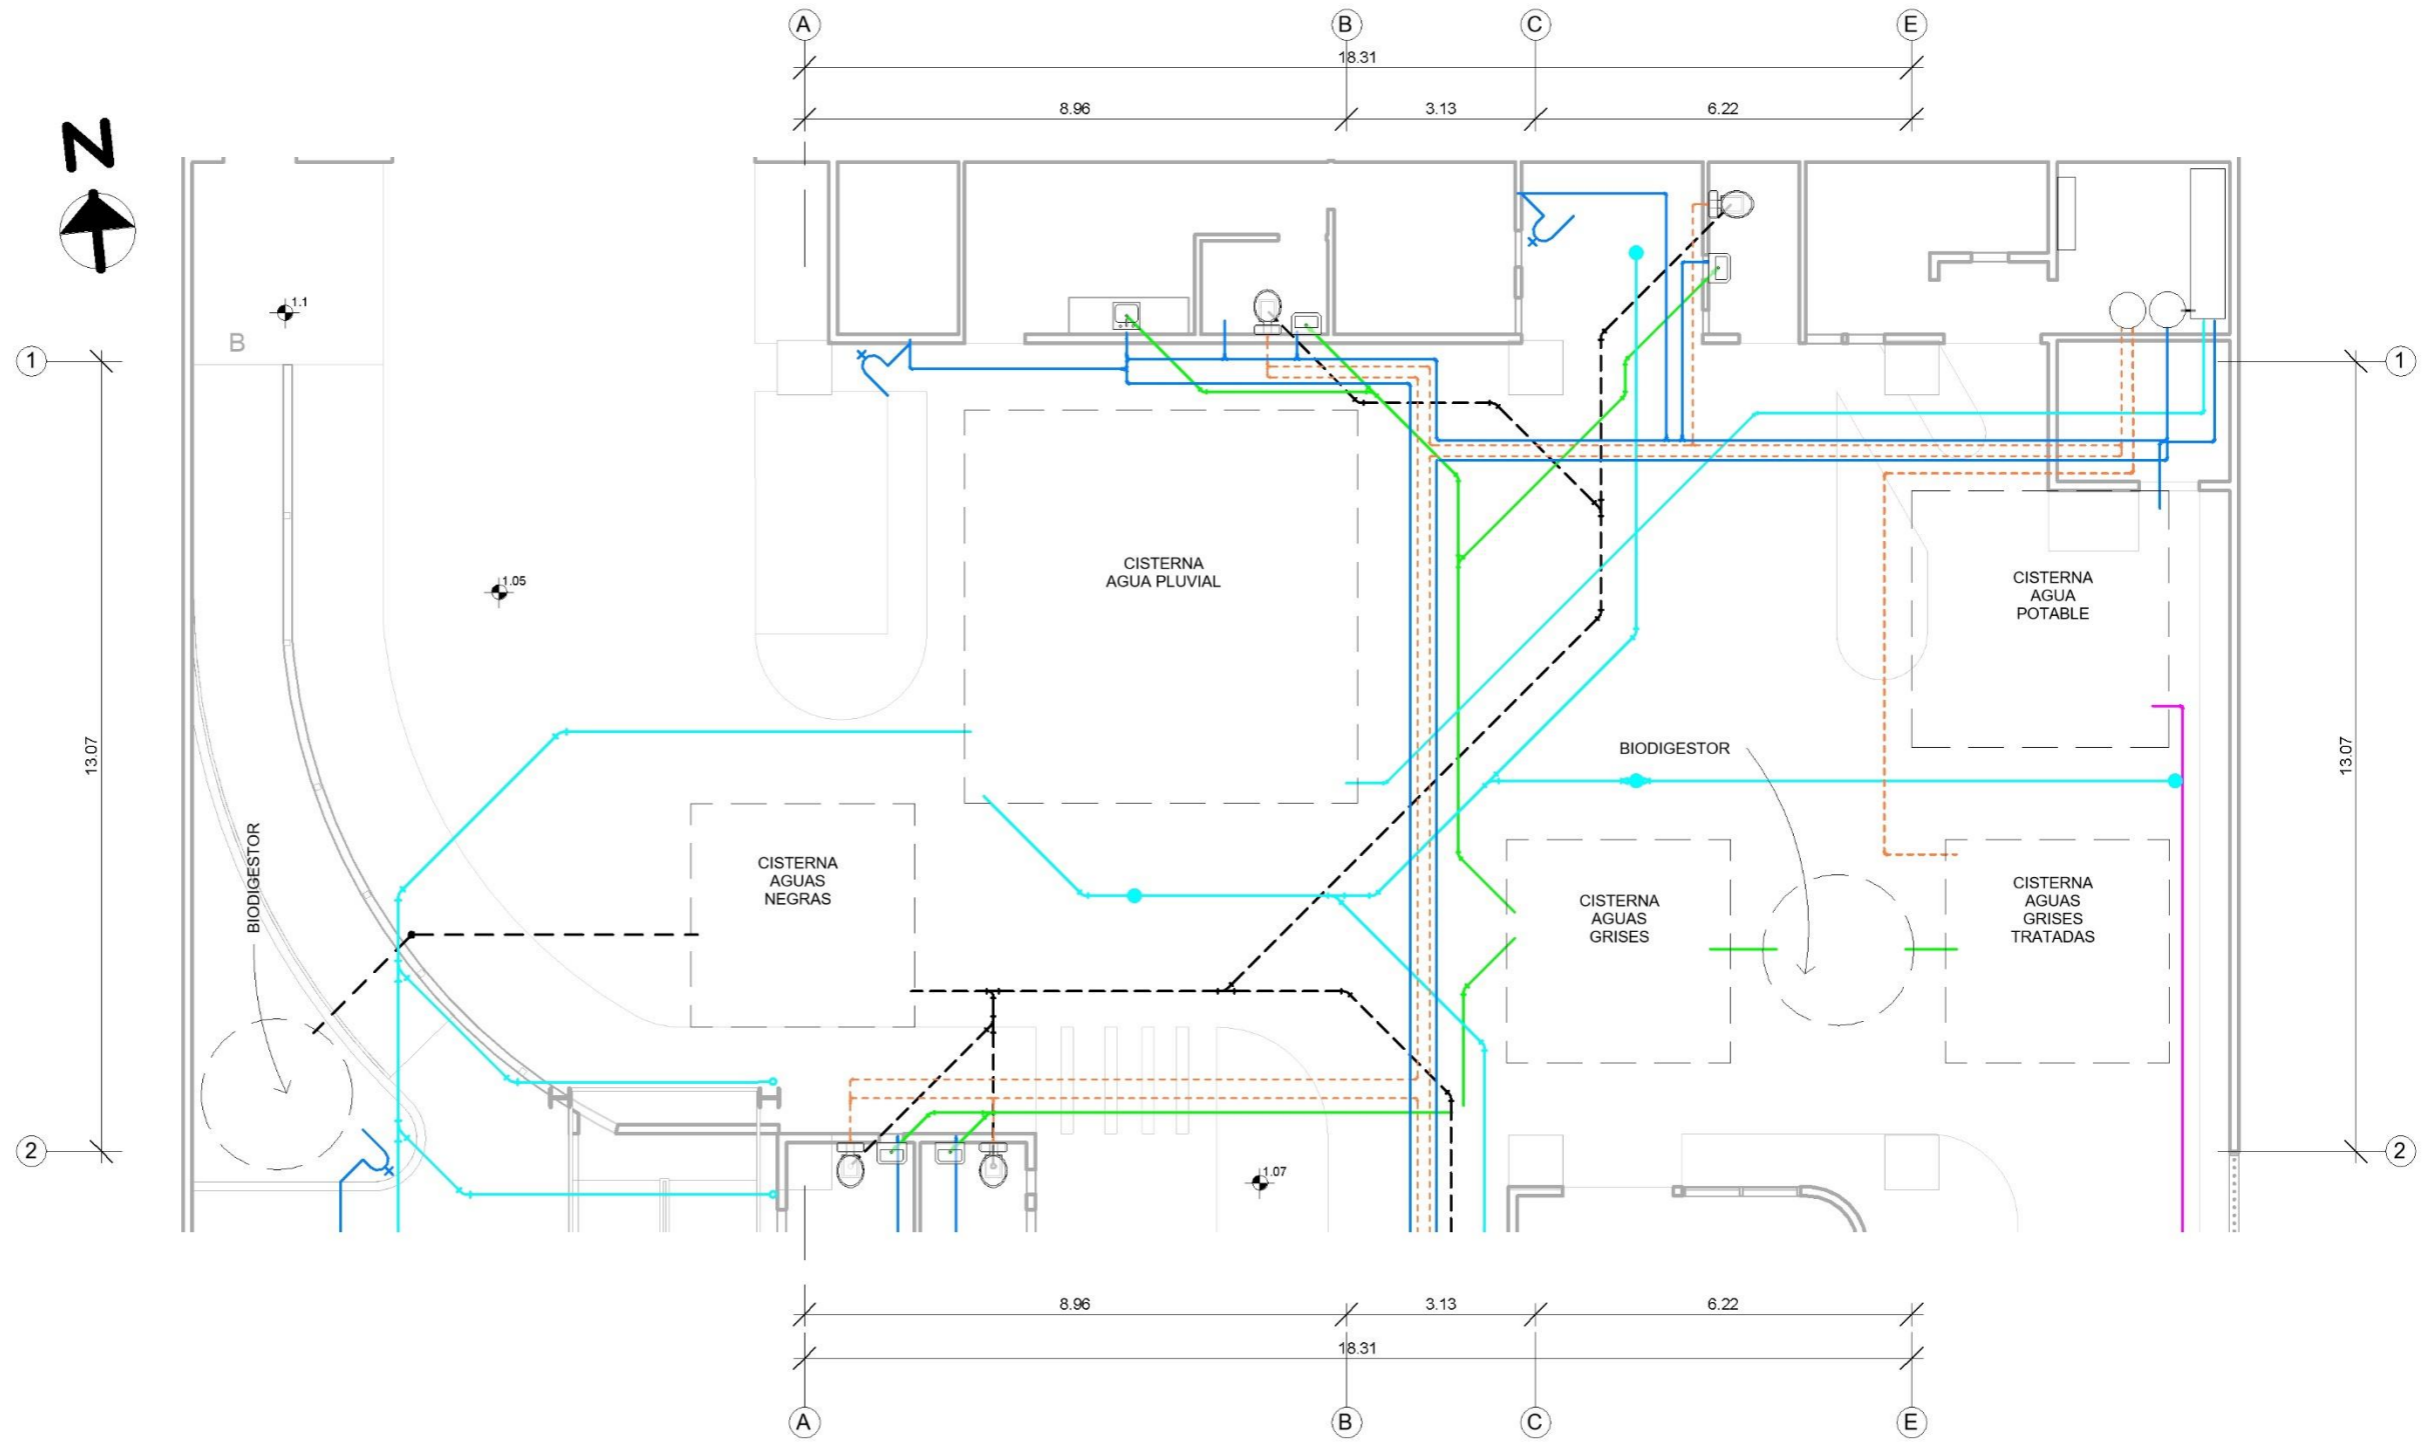 A
B
C
E
18.31
8.96
3.13
6.22
N
1.1
B
1
1
CISTERNA
AGUA PLUVIAL
1.05
CISTERNA
AGUA
POTABLE
13.07
13.07
BIODIGESTOR
BIODIGESTOR
CISTERNA
AGUAS
NEGRAS
CISTERNA
AGUAS
GRISES
CISTERNA
AGUAS
GRISES
TRATADAS
2
2
1.07
8.96
3.13
6.22
18.31
A
B
C
E